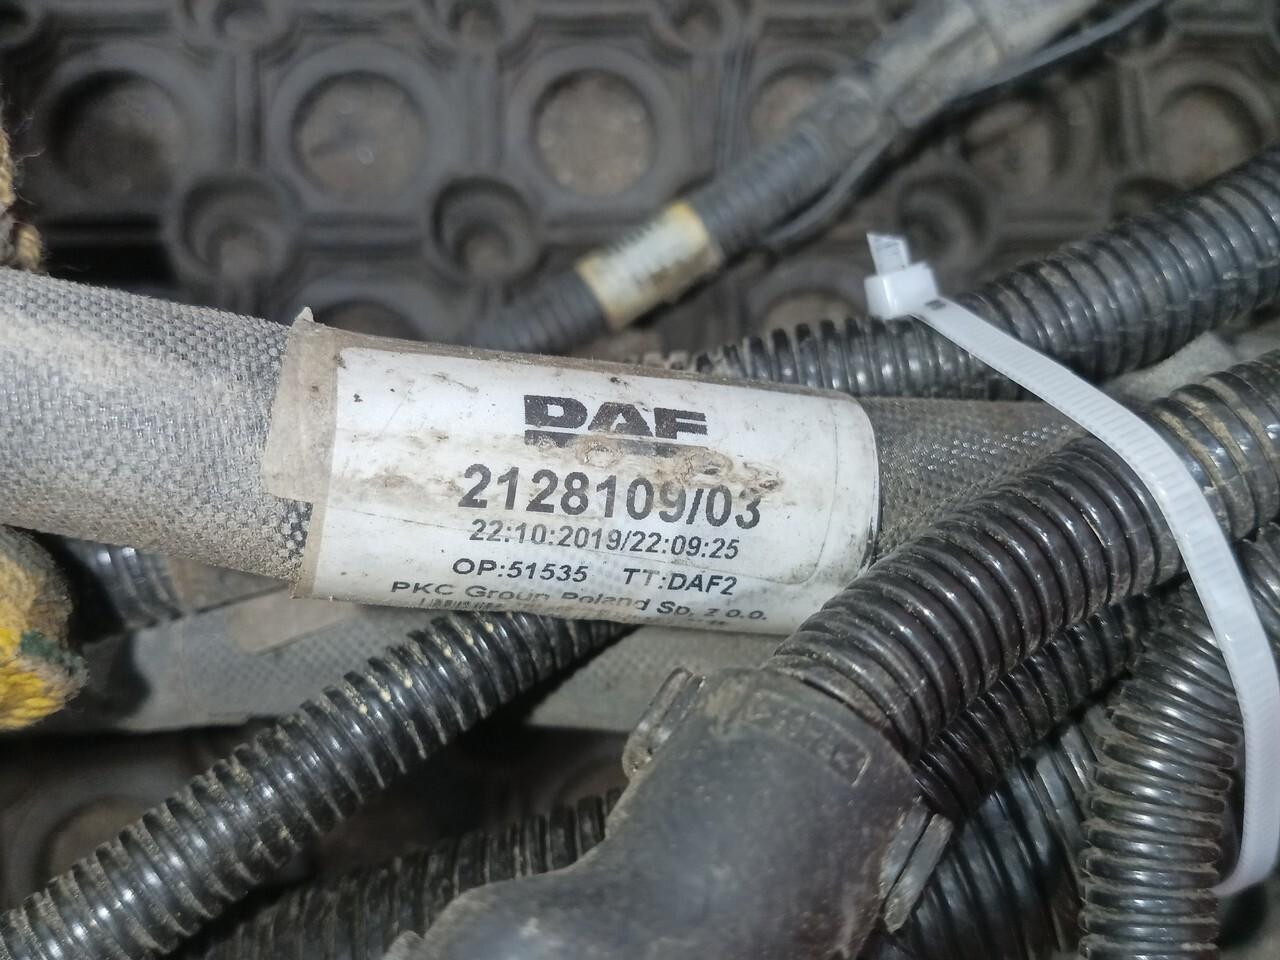 DAF
2128109/03
22:10:2019/22:09:25
OP:51535 TT:DAF2
PKC Group Poland Sp. z o.o.